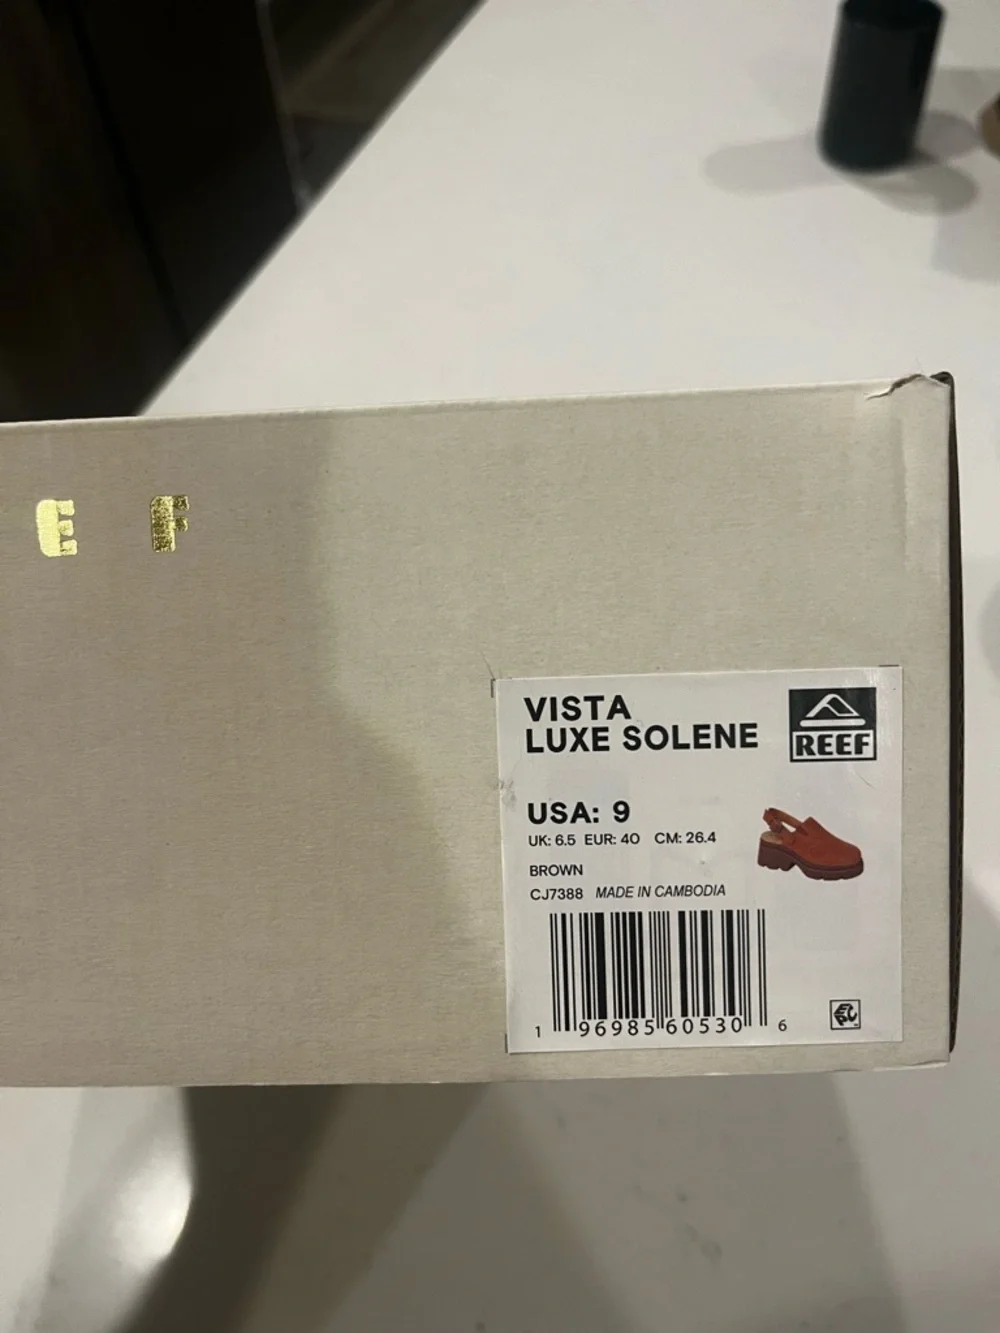 E F
VISTA
LUXE SOLENE
REEF
USA: 9
UK: 6.5 EUR: 40 CM: 26.4
BROWN
CJ7388 MADE IN CAMBODIA
1 96985 60530 6